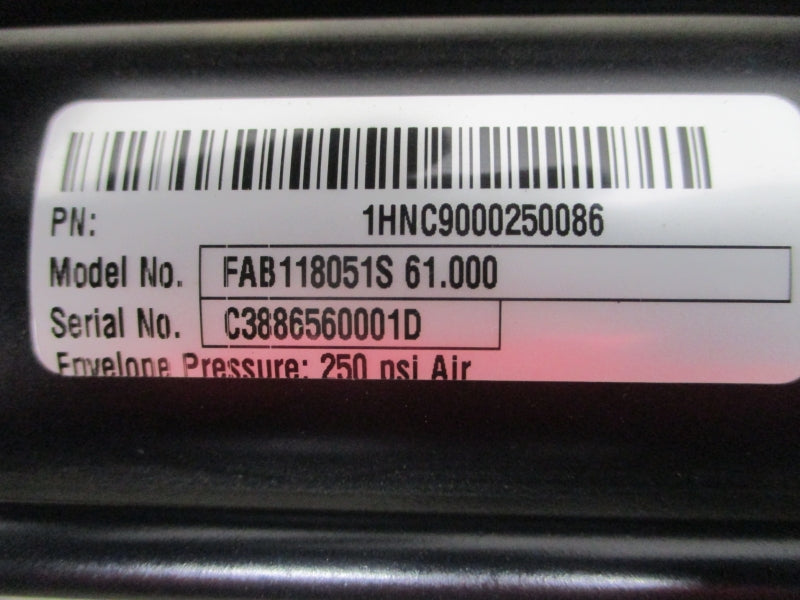 PN: 1HNC9000250086
Model No. FAB118051S 61.000
Serial No. C3886560001D
Envelope Pressure: 250 psi Air